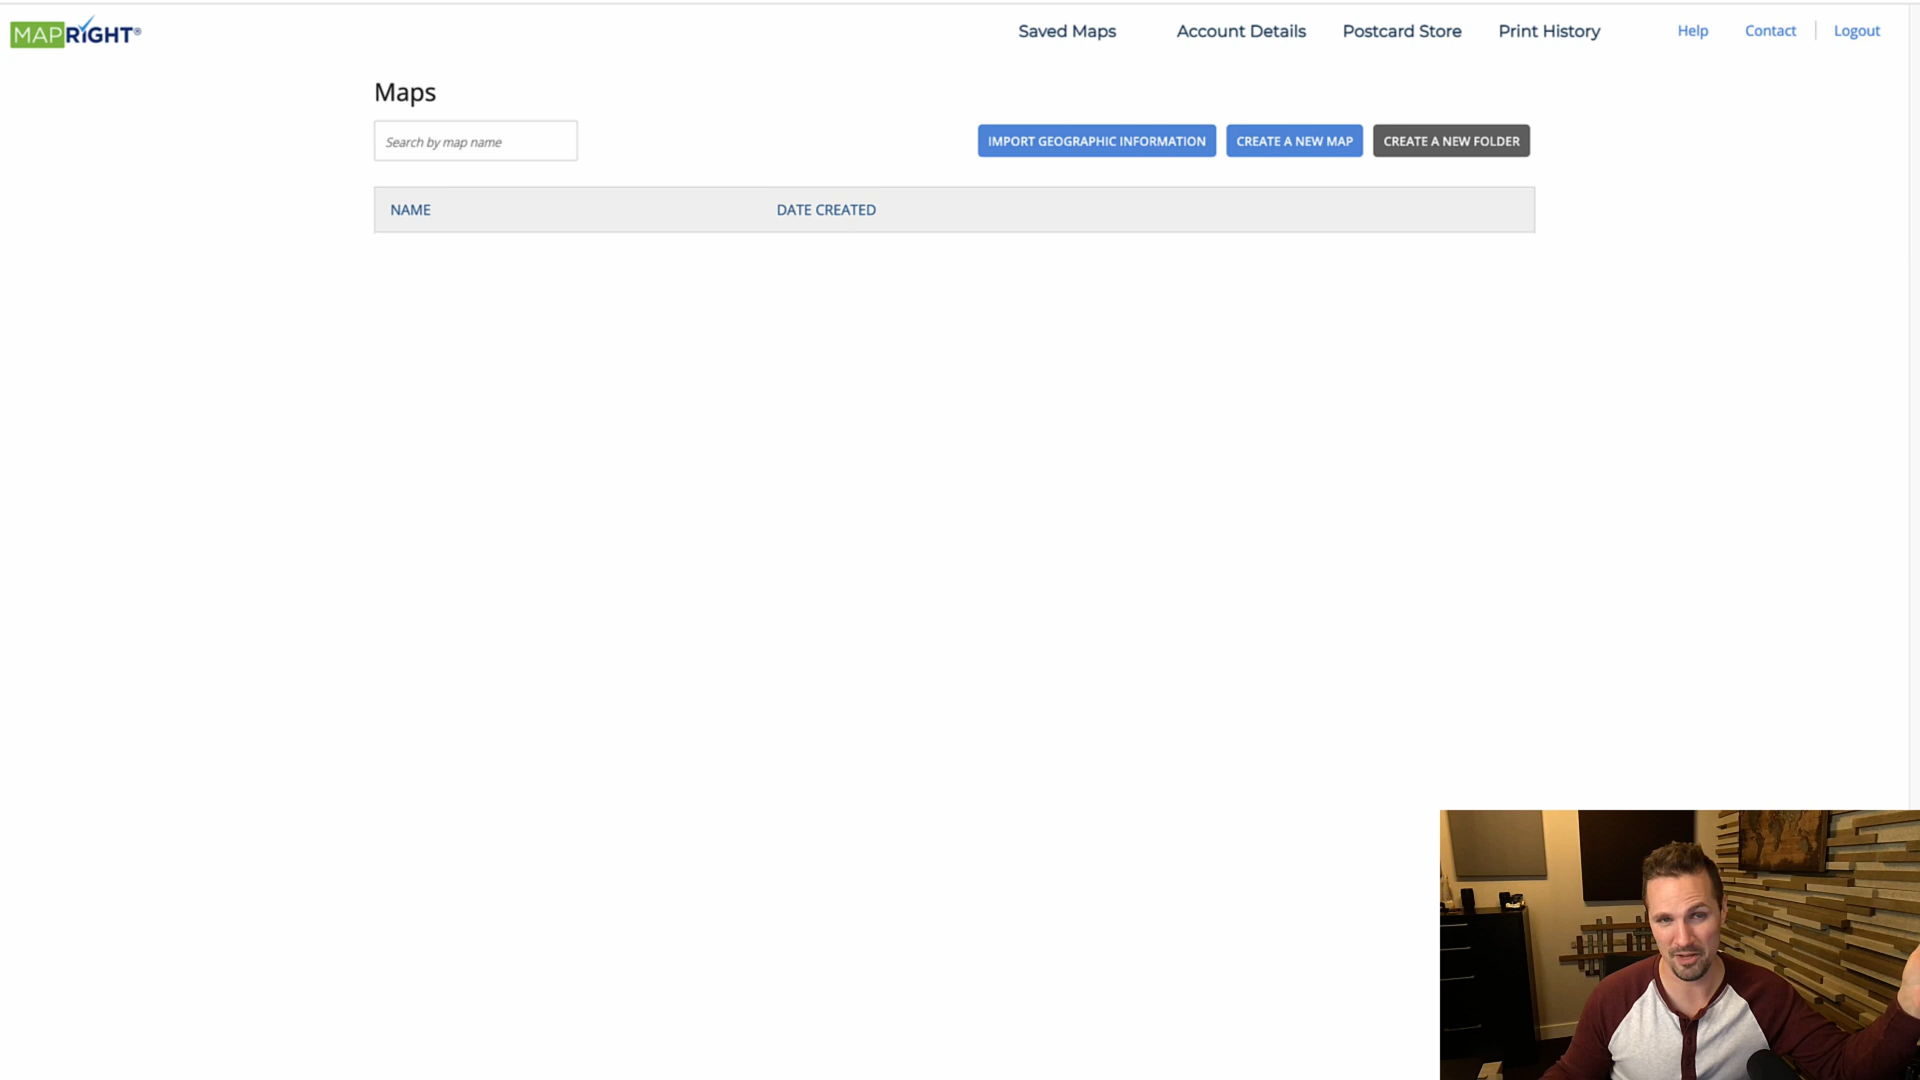 MAPRIGHT®
Saved Maps
Account Details
Postcard Store
Print History
Help
Contact
Logout
Maps
Search by map name
IMPORT GEOGRAPHIC INFORMATION
CREATE A NEW MAP
CREATE A NEW FOLDER
NAME
DATE CREATED